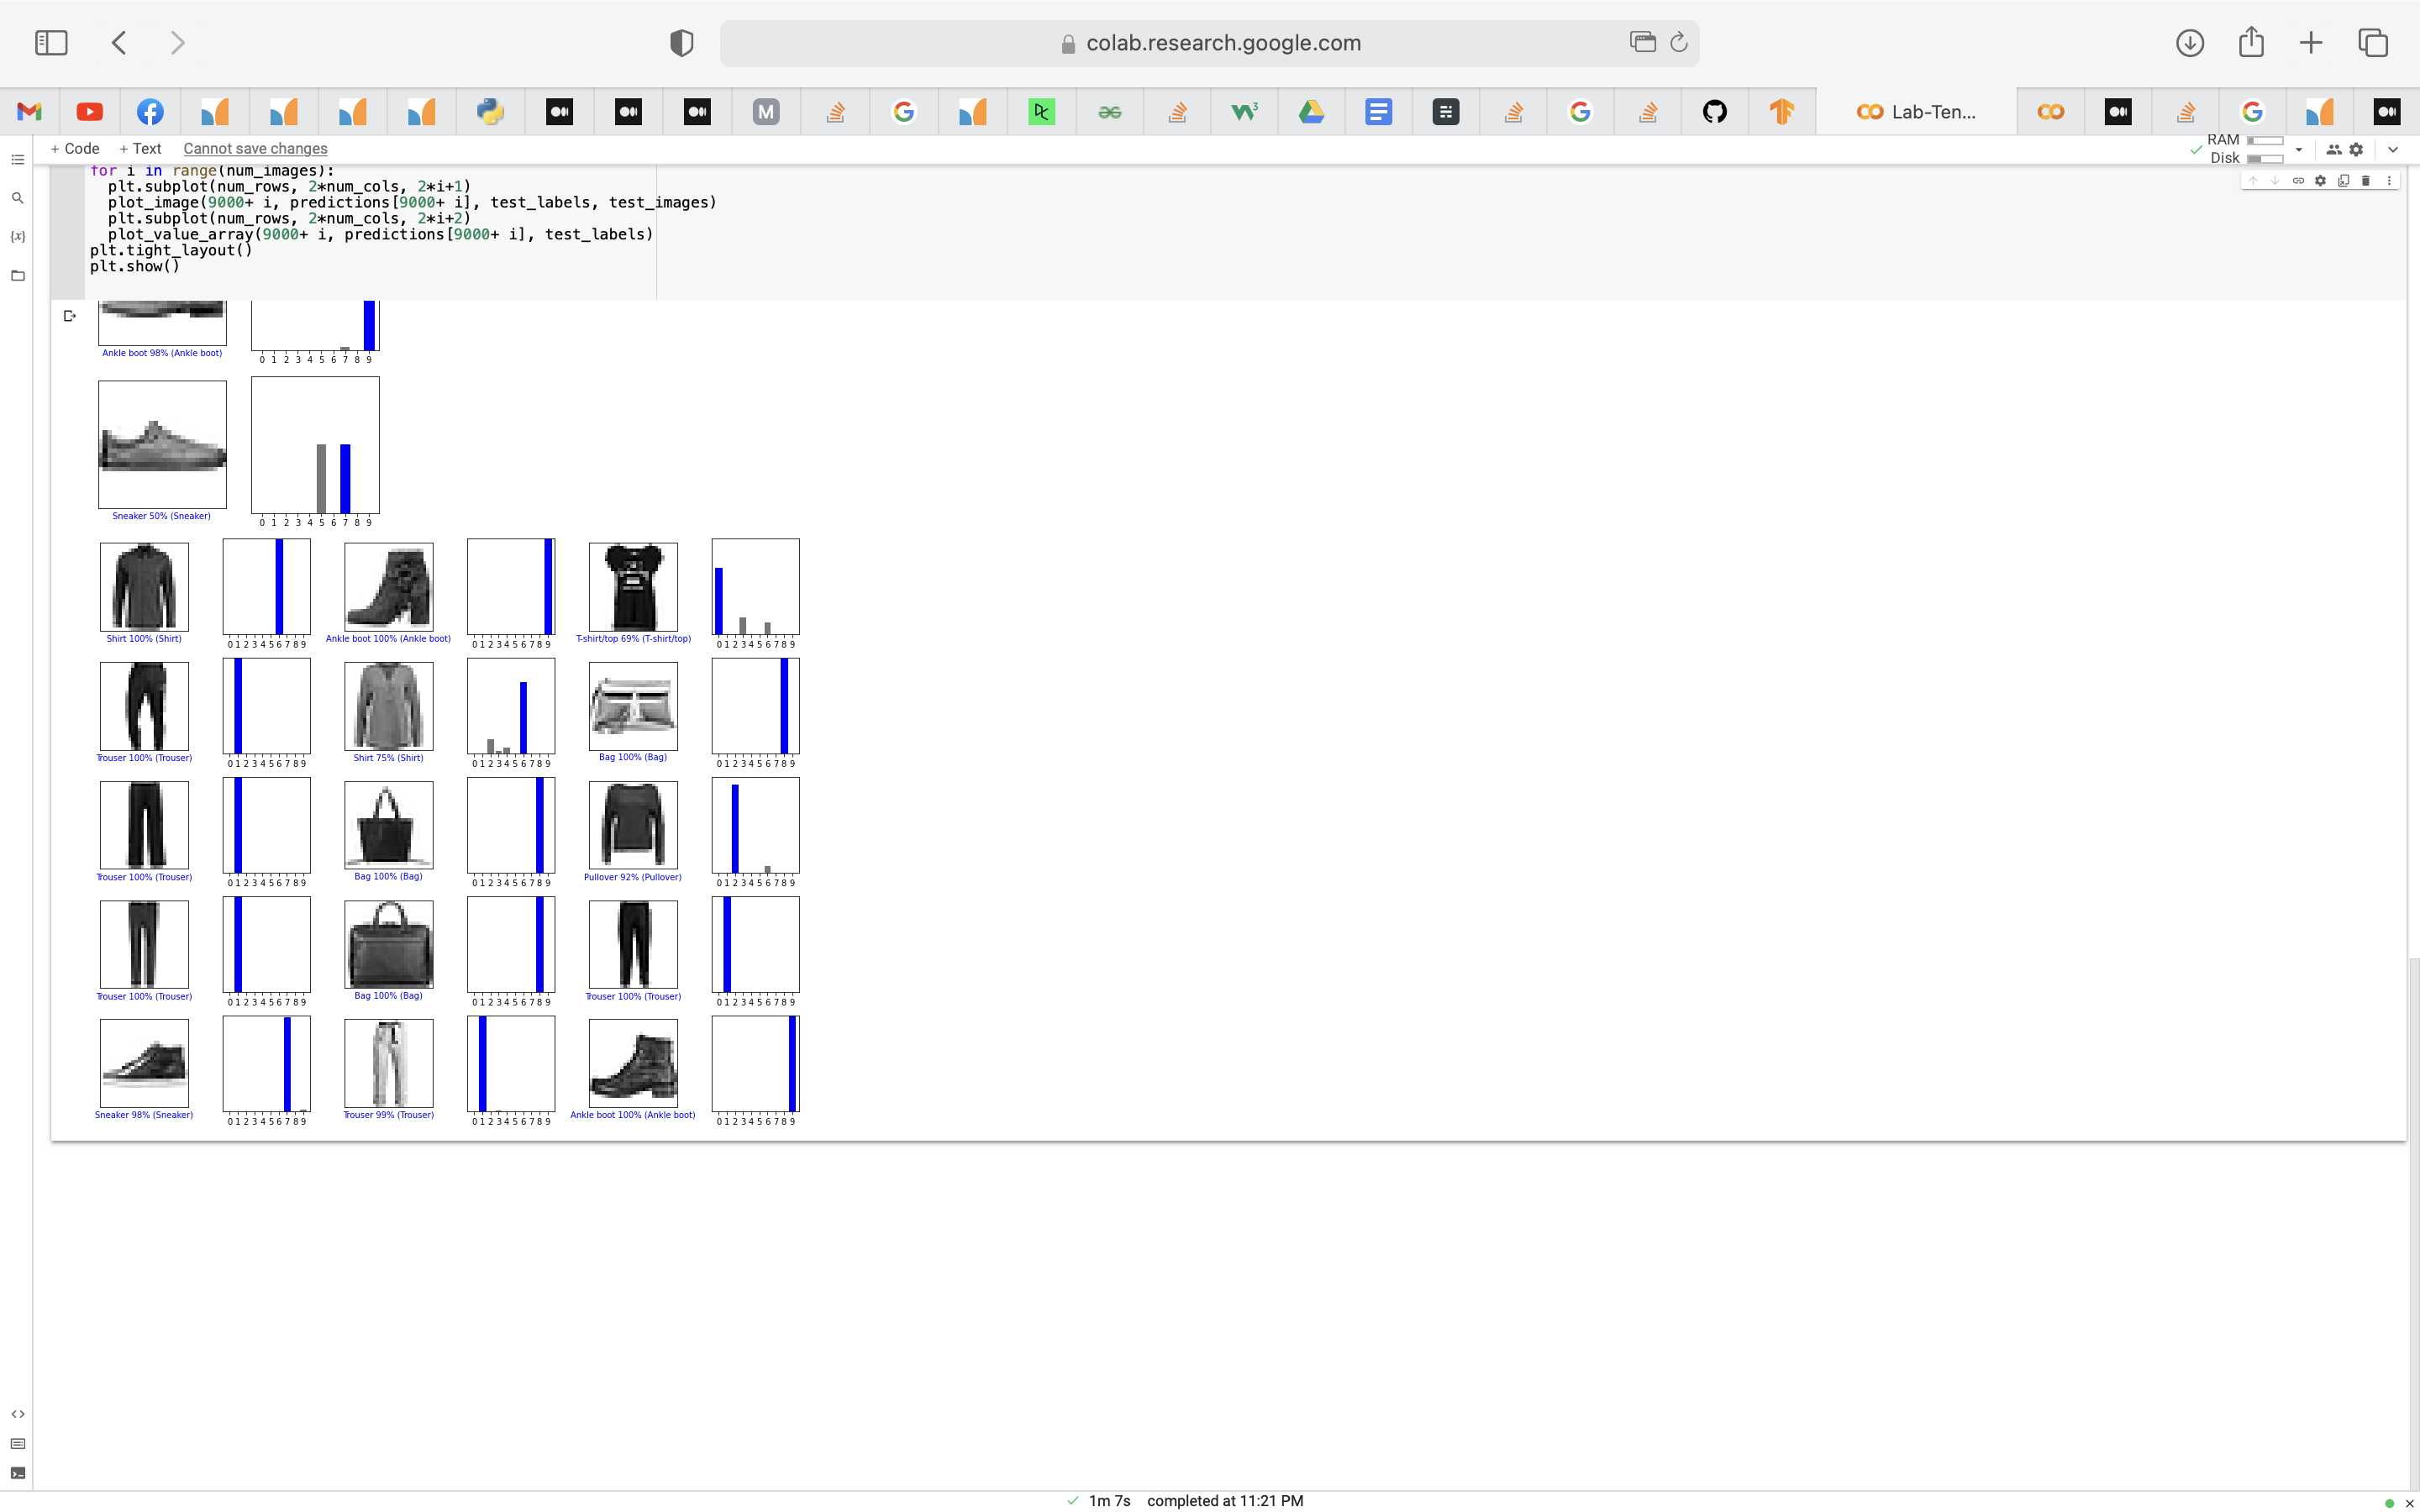 colab.research.google.com
Lab-Ten...
+ Code + Text Cannot save changes
RAM
Disk
for i in range(num_images):
plt.subplot(num_rows, 2*num_cols, 2*i+1)
plot_image(9000+ i, predictions[9000+ i], test_labels, test_images)
plt.subplot(num_rows, 2*num_cols, 2*i+2)
plot_value_array(9000+ i, predictions[9000+ i], test_labels)
plt.tight_layout()
plt.show()
Ankle boot 98% (Ankle boot)
0 1 2 3 4 5 6 7 8 9
Sneaker 50% (Sneaker)
0 1 2 3 4 5 6 7 8 9
Shirt 100% (Shirt) Ankle boot 100% (Ankle boot) T-shirt/top 69% (T-shirt/top)
0 1 2 3 4 5 6 7 8 9 0 1 2 3 4 5 6 7 8 9 0 1 2 3 4 5 6 7 8 9
Trouser 100% (Trouser) Shirt 75% (Shirt) Bag 100% (Bag)
0 1 2 3 4 5 6 7 8 9 0 1 2 3 4 5 6 7 8 9 0 1 2 3 4 5 6 7 8 9
Trouser 100% (Trouser) Bag 100% (Bag) Pullover 92% (Pullover)
0 1 2 3 4 5 6 7 8 9 0 1 2 3 4 5 6 7 8 9 0 1 2 3 4 5 6 7 8 9
Trouser 100% (Trouser) Bag 100% (Bag) Trouser 100% (Trouser)
0 1 2 3 4 5 6 7 8 9 0 1 2 3 4 5 6 7 8 9 0 1 2 3 4 5 6 7 8 9
Sneaker 98% (Sneaker) Trouser 99% (Trouser) Ankle boot 100% (Ankle boot)
0 1 2 3 4 5 6 7 8 9 0 1 2 3 4 5 6 7 8 9 0 1 2 3 4 5 6 7 8 9
1m 7s completed at 11:21 PM